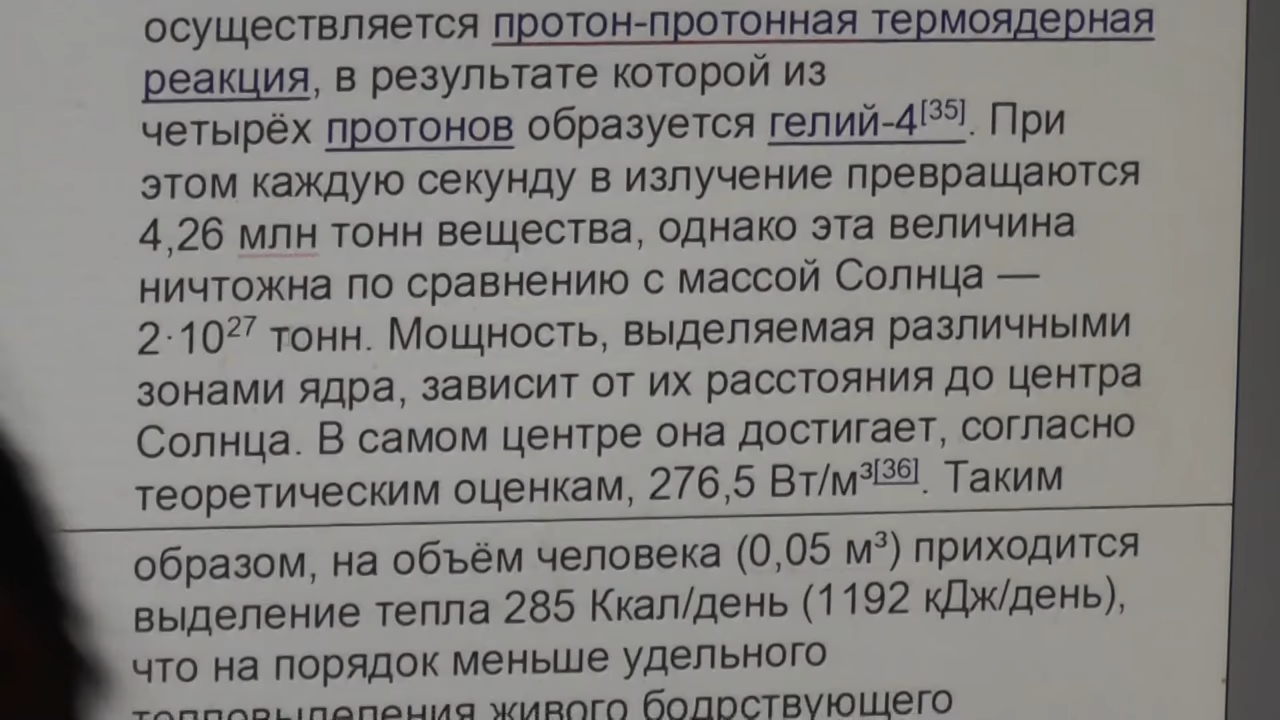 осуществляется протон-протонная термоядерная
реакция, в результате которой из
четырёх протонов образуется гелий-4[35]. При
этом каждую секунду в излучение превращаются
4,26 млн тонн вещества, однако эта величина
ничтожна по сравнению с массой Солнца —
2·10²⁷ тонн. Мощность, выделяемая различными
зонами ядра, зависит от их расстояния до центра
Солнца. В самом центре она достигает, согласно
теоретическим оценкам, 276,5 Вт/м³[36]. Таким
образом, на объём человека (0,05 м³) приходится
выделение тепла 285 Ккал/день (1192 кДж/день),
что на порядок меньше удельного
тепловыделения живого бодрствующего